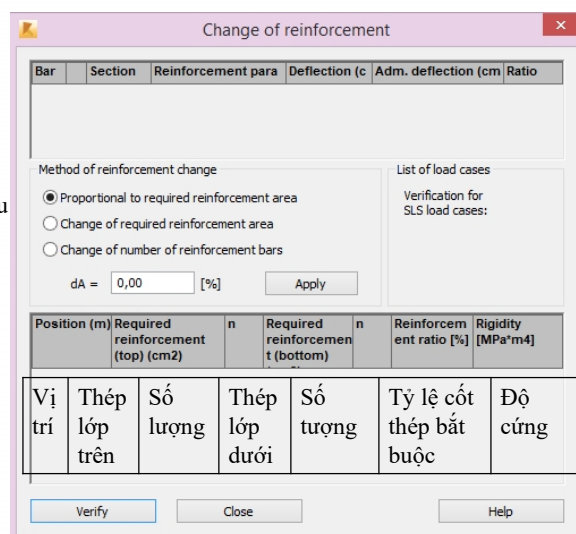 Change of reinforcement
Bar Section Reinforcement para Deflection (c Adm. deflection (cm Ratio
Method of reinforcement change
List of load cases
Proportional to required reinforcement area
Verification for
SLS load cases:
u
Change of required reinforcement area
Change of number of reinforcement bars
dA = 0,00 [%] Apply
Position (m) Required n Required n Reinforcem Rigidity
reinforcement reinforcemen ent ratio [%] [MPa*m4]
(top) (cm2) t (bottom)
Vị Thép Số Thép Số Tỷ lệ cốt Độ
trí lớp lượng lớp tượng thép bắt cứng
trên dưới buộc
Verify Close Help